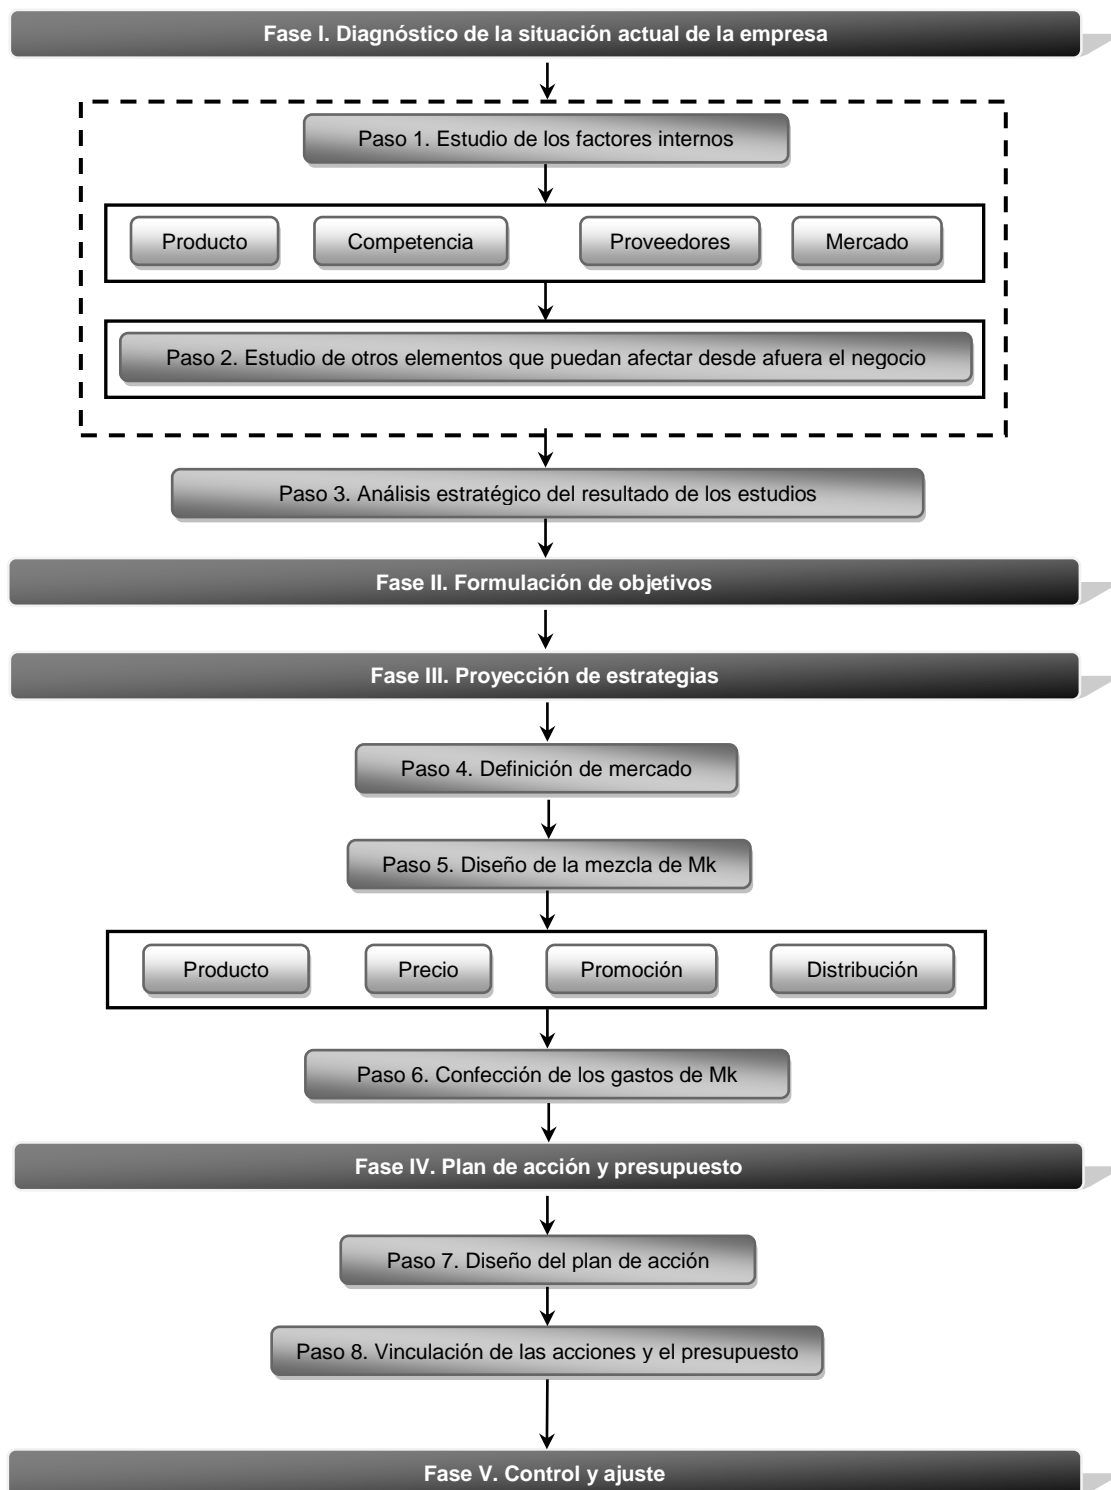 Fase I. Diagnóstico de la situación actual de la empresa
Paso 1. Estudio de los factores internos
Producto
Competencia
Proveedores
Mercado
Paso 2. Estudio de otros elementos que puedan afectar desde afuera el negocio
Paso 3. Análisis estratégico del resultado de los estudios
Fase II. Formulación de objetivos
Fase III. Proyección de estrategias
Paso 4. Definición de mercado
Paso 5. Diseño de la mezcla de Mk
Producto
Precio
Promoción
Distribución
Paso 6. Confección de los gastos de Mk
Fase IV. Plan de acción y presupuesto
Paso 7. Diseño del plan de acción
Paso 8. Vinculación de las acciones y el presupuesto
Fase V. Control y ajuste